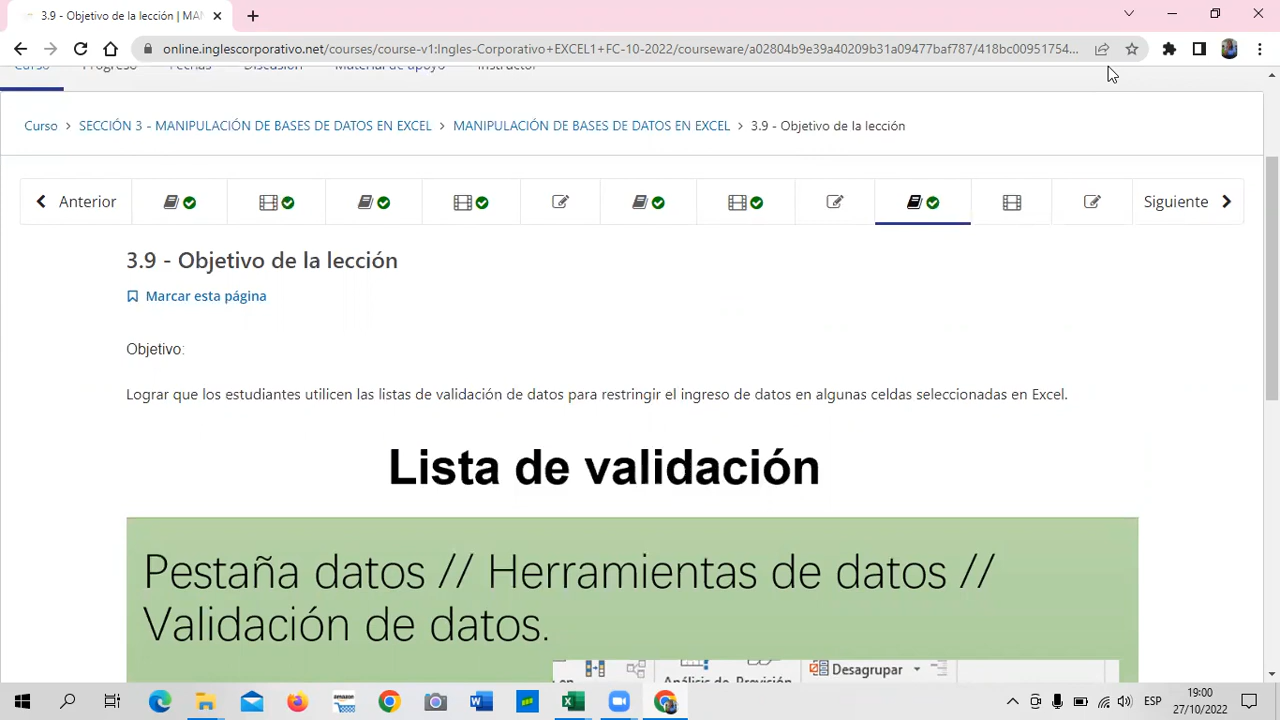 3.9 - Objetivo de la lección | MA
online.inglescorporativo.net/courses/course-v1:Ingles-Corporativo+EXCEL1+FC-10-2022/courseware/a02804b9e39a40209b31a09477baf787/418bc00951754...
Curso Progreso Fechas Discusión Material de apoyo Instructor
Curso > SECCIÓN 3 - MANIPULACIÓN DE BASES DE DATOS EN EXCEL > MANIPULACIÓN DE BASES DE DATOS EN EXCEL > 3.9 - Objetivo de la lección
Anterior Siguiente
3.9 - Objetivo de la lección
Marcar esta página
Objetivo:
Lograr que los estudiantes utilicen las listas de validación de datos para restringir el ingreso de datos en algunas celdas seleccionadas en Excel.
Lista de validación
Pestaña datos // Herramientas de datos //
Validación de datos.
en Análisis de Previsión Desagrupar
amazon
ESP 19:00
27/10/2022